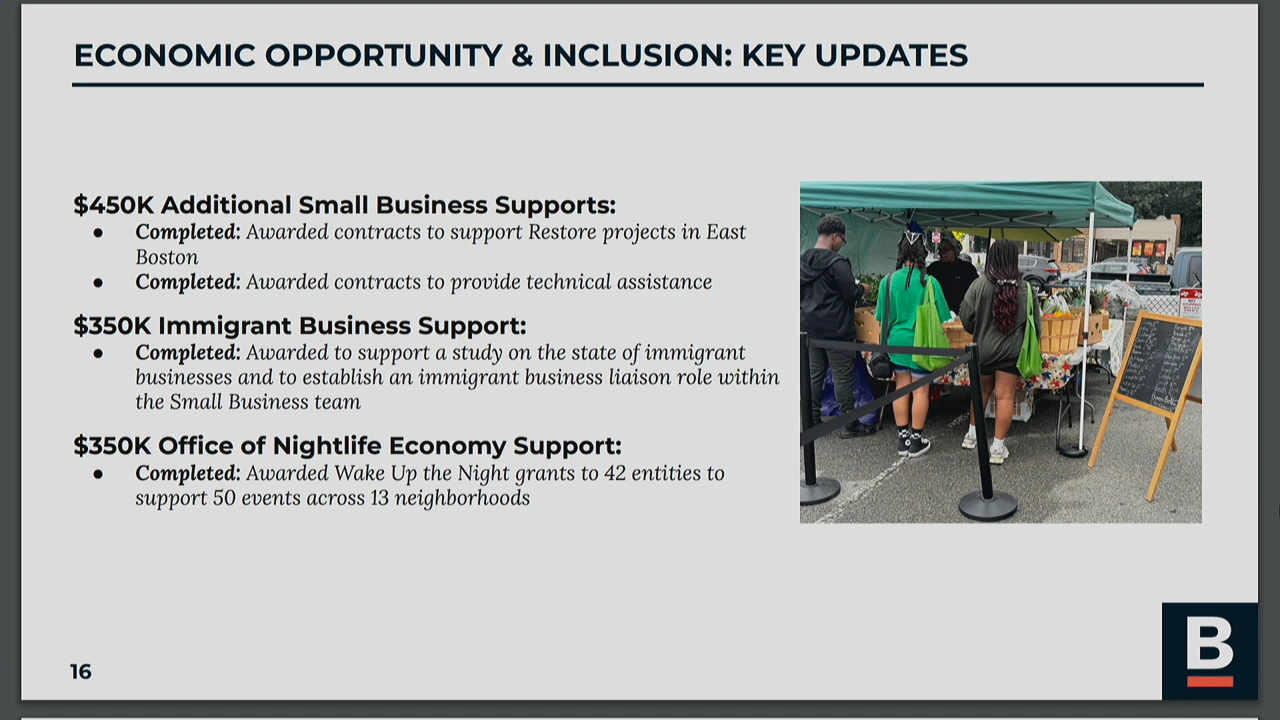 ECONOMIC OPPORTUNITY & INCLUSION: KEY UPDATES
$450K Additional Small Business Supports:
● Completed: Awarded contracts to support Restore projects in East
Boston
● Completed: Awarded contracts to provide technical assistance
$350K Immigrant Business Support:
● Completed: Awarded to support a study on the state of immigrant
businesses and to establish an immigrant business liaison role within
the Small Business team
$350K Office of Nightlife Economy Support:
● Completed: Awarded Wake Up the Night grants to 42 entities to
support 50 events across 13 neighborhoods
16
B